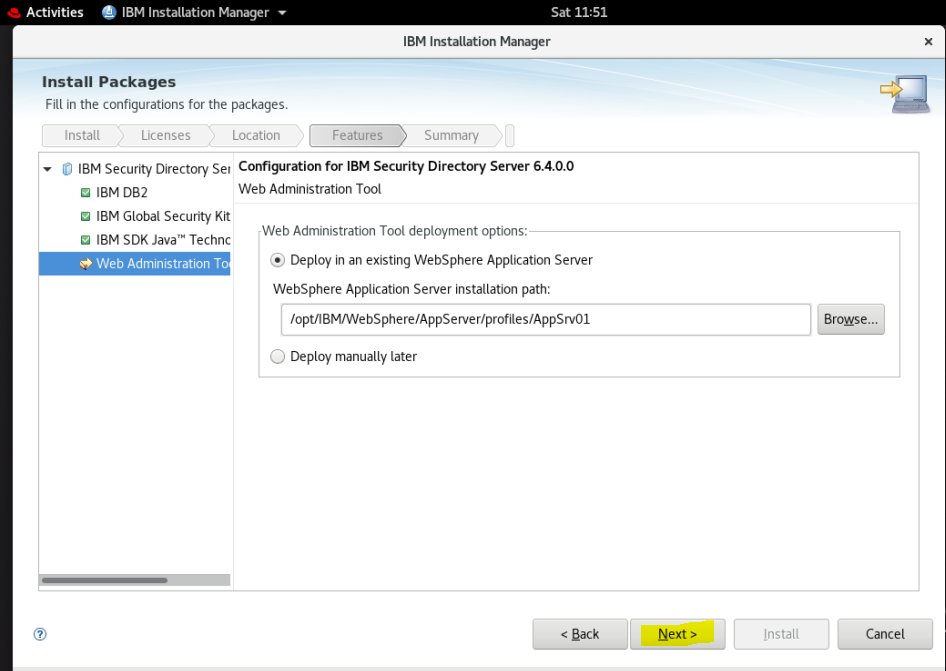 Activities IBM Installation Manager Sat 11:51
IBM Installation Manager ×
Install Packages
Fill in the configurations for the packages.
Install Licenses Location Features Summary
IBM Security Directory Ser
IBM DB2
IBM Global Security Kit
IBM SDK Java™ Techno
Web Administration Too
Configuration for IBM Security Directory Server 6.4.0.0
Web Administration Tool
Web Administration Tool deployment options:
Deploy in an existing WebSphere Application Server
WebSphere Application Server installation path:
/opt/IBM/WebSphere/AppServer/profiles/AppSrv01 Browse...
Deploy manually later
? < Back Next > Install Cancel